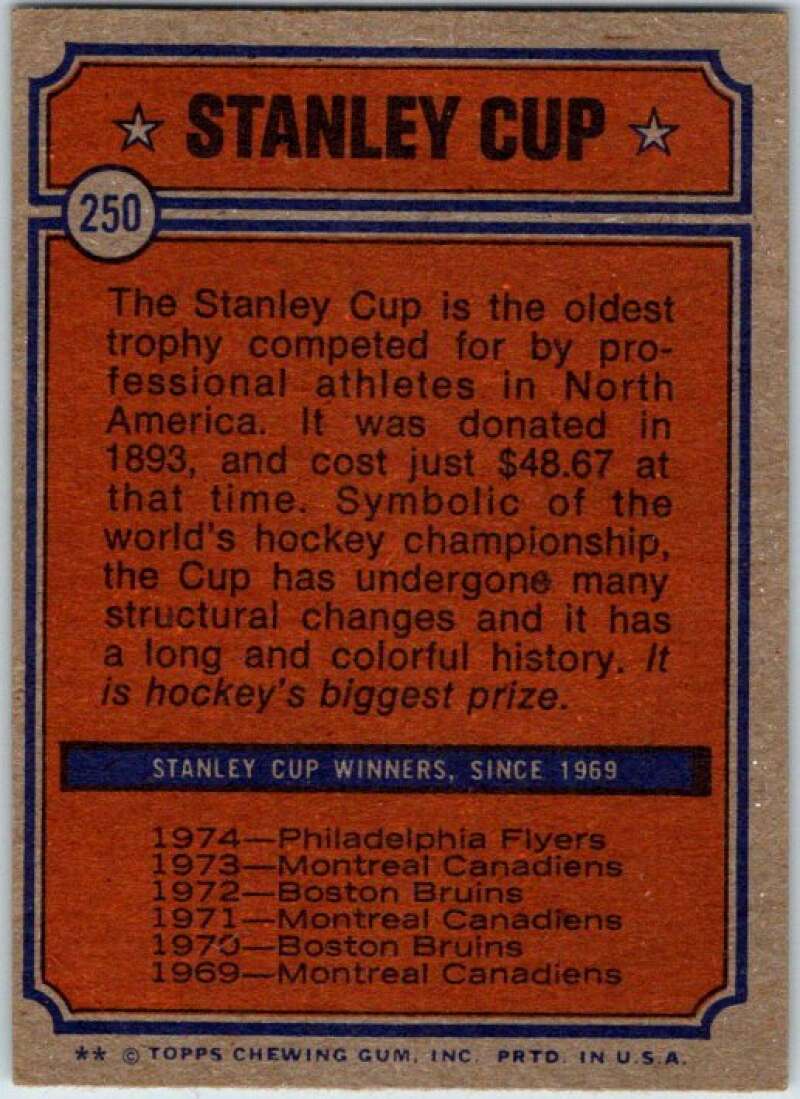 STANLEY CUP
250
The Stanley Cup is the oldest
trophy competed for by pro-
fessional athletes in North
America. It was donated in
1893, and cost just $48.67 at
that time. Symbolic of the
world's hockey championship,
the Cup has undergone many
structural changes and it has
a long and colorful history. It
is hockey's biggest prize.
STANLEY CUP WINNERS, SINCE 1969
1974—Philadelphia Flyers
1973—Montreal Canadiens
1972—Boston Bruins
1971—Montreal Canadiens
1970—Boston Bruins
1969—Montreal Canadiens
** © TOPPS CHEWING GUM, INC. PRTD. IN U.S.A.